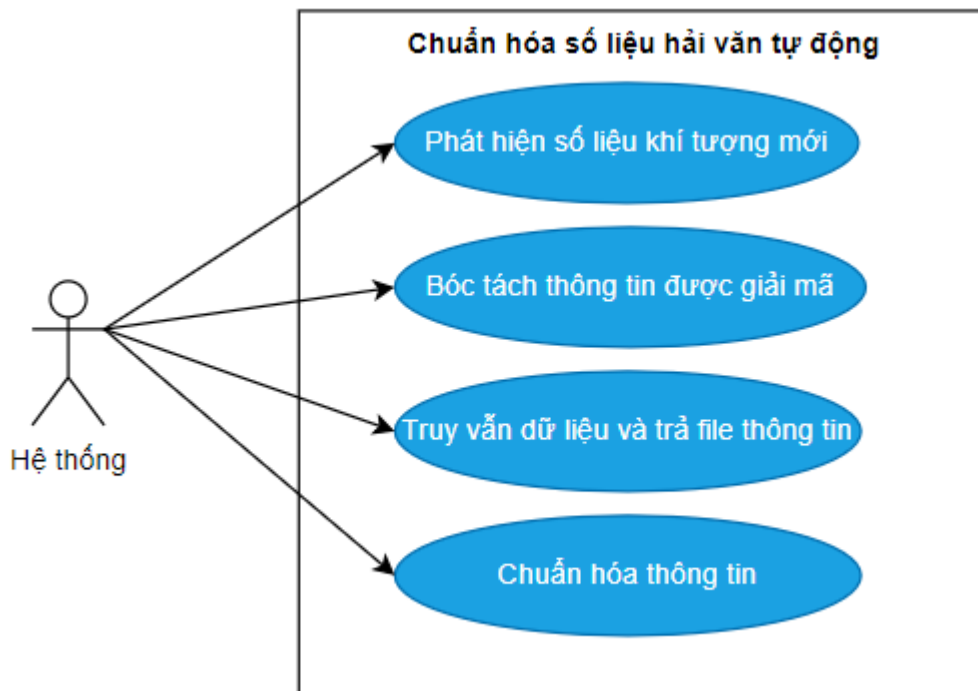 Chuẩn hóa số liệu hải văn tự động
Phát hiện số liệu khí tượng mới
Bóc tách thông tin được giải mã
Truy vẫn dữ liệu và trả file thông tin
Chuẩn hóa thông tin
Hệ thống